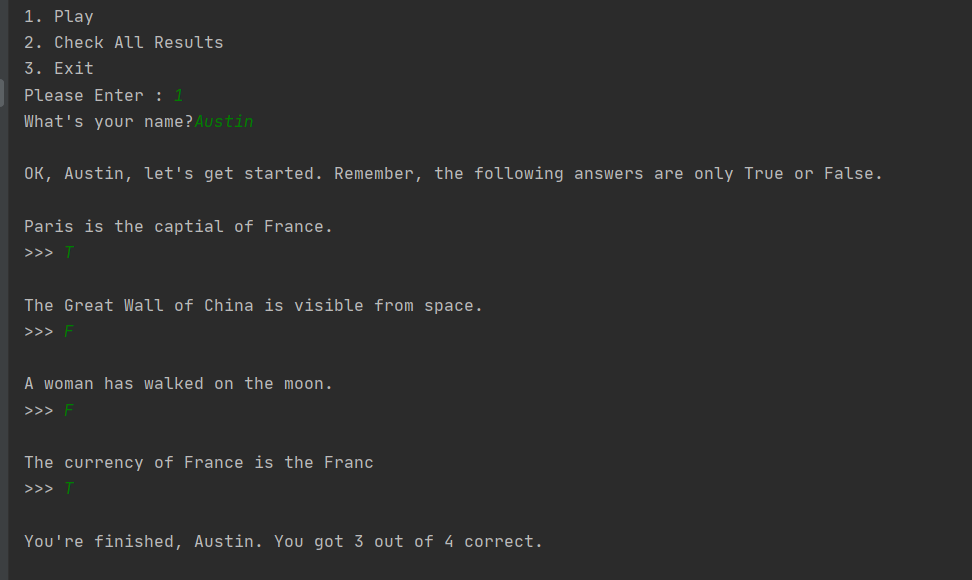 1. Play
2. Check All Results
3. Exit
Please Enter : 1
What's your name?Austin
OK, Austin, let's get started. Remember, the following answers are only True or False.
Paris is the captial of France.
>>> T
The Great Wall of China is visible from space.
>>> F
A woman has walked on the moon.
>>> F
The currency of France is the Franc
>>> T
You're finished, Austin. You got 3 out of 4 correct.